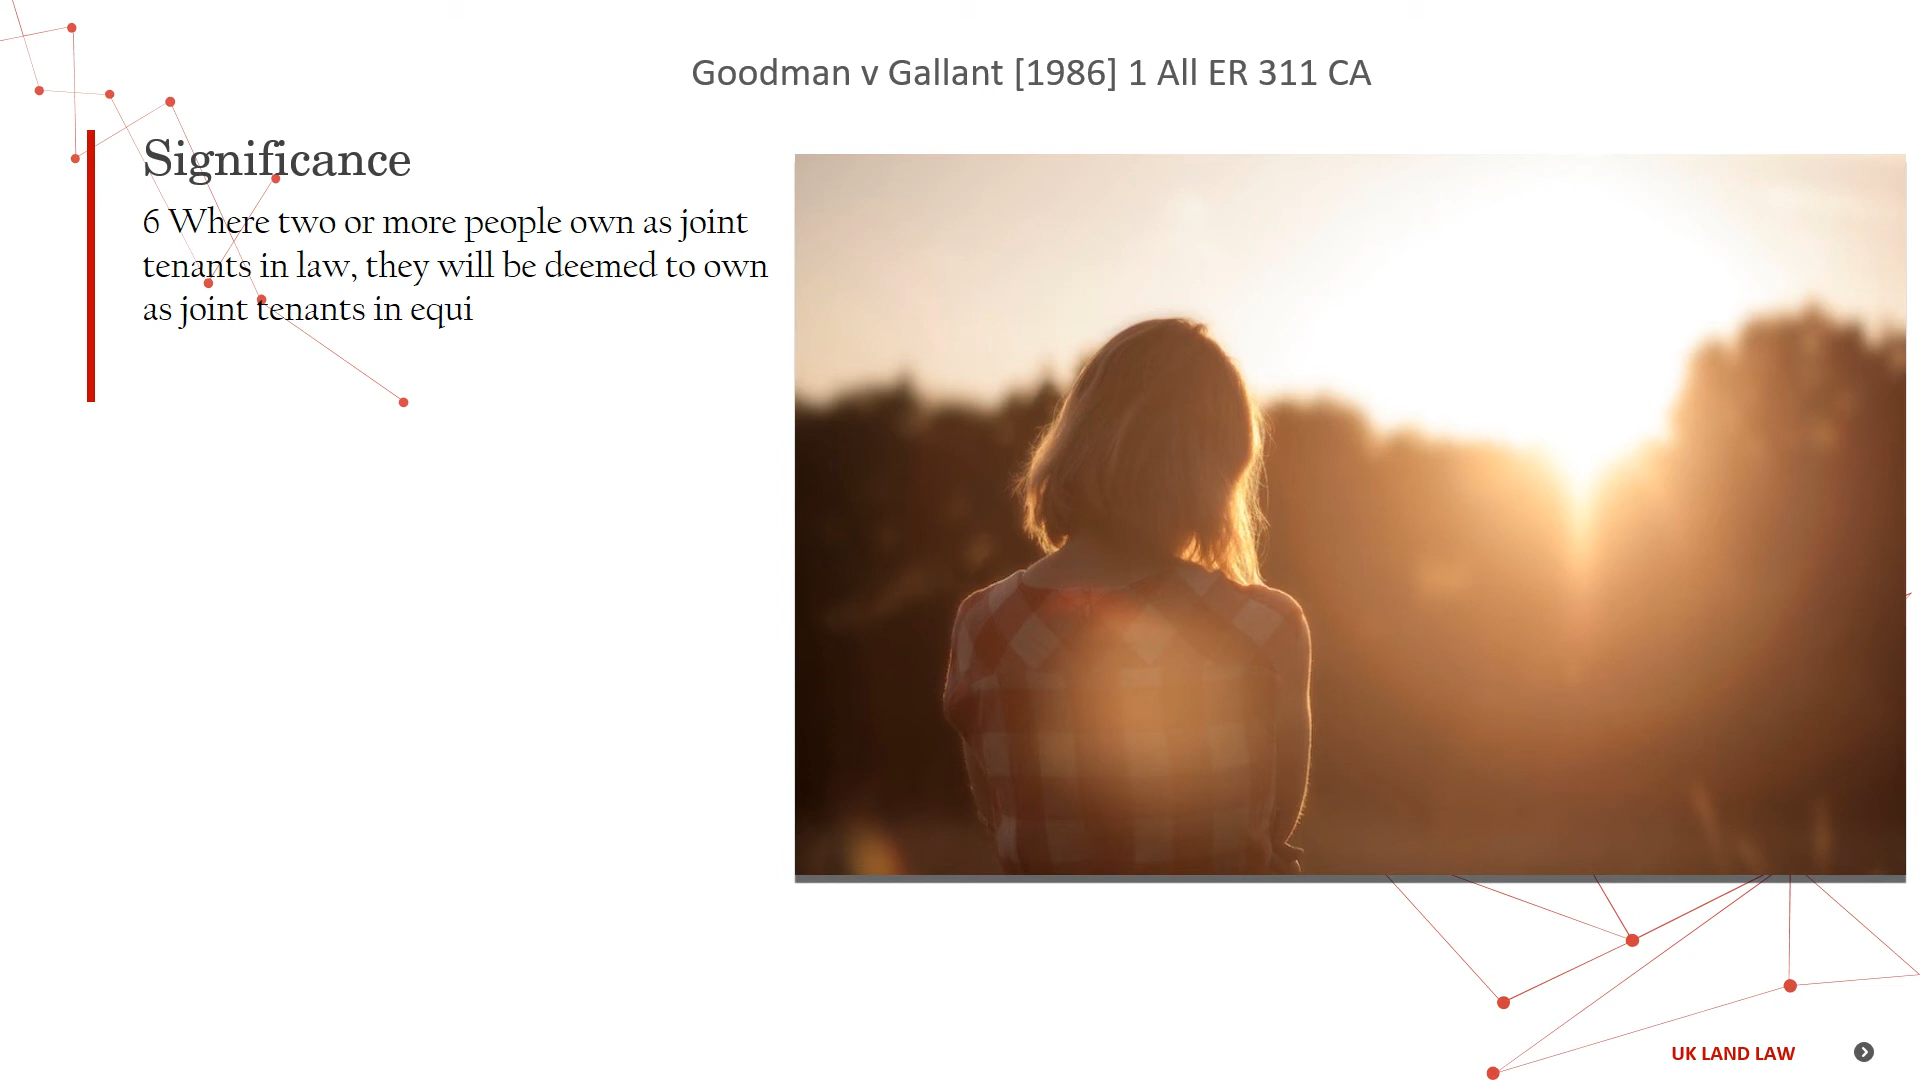 Goodman v Gallant [1986] 1 All ER 311 CA
Significance
6 Where two or more people own as joint
tenants in law, they will be deemed to own
as joint tenants in equi
UK LAND LAW